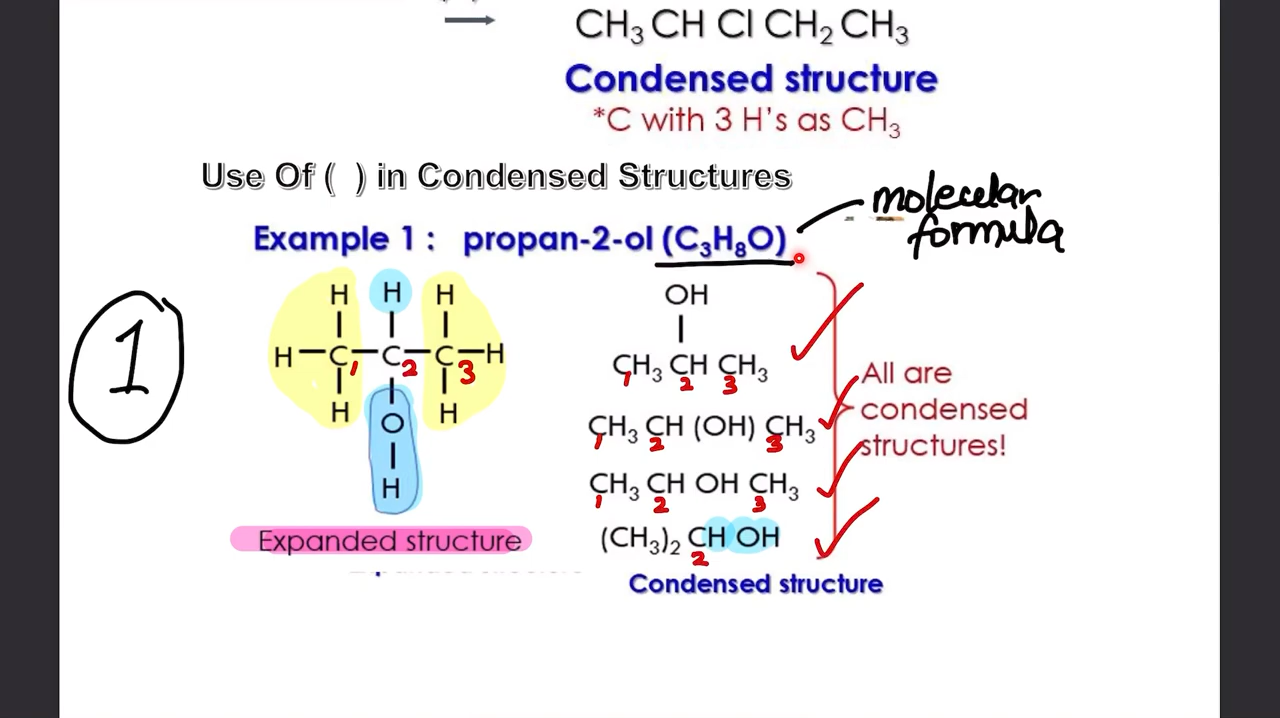 CH₃ CH Cl CH₂ CH₃
Condensed structure
*C with 3 H's as CH₃
Use Of ( ) in Condensed Structures
molecular
formula
Example 1 : propan-2-ol (C₃H₈O)
1
H H H
H—C—C—C—H
1 2 3
H H
O
H
Expanded structure
OH
CH₃ CH CH₃
1 2 3
CH₃ CH (OH) CH₃
1 2 3
CH₃ CH OH CH₃
1 2 3
(CH₃)₂ CH OH
2
Condensed structure
All are
condensed
structures!